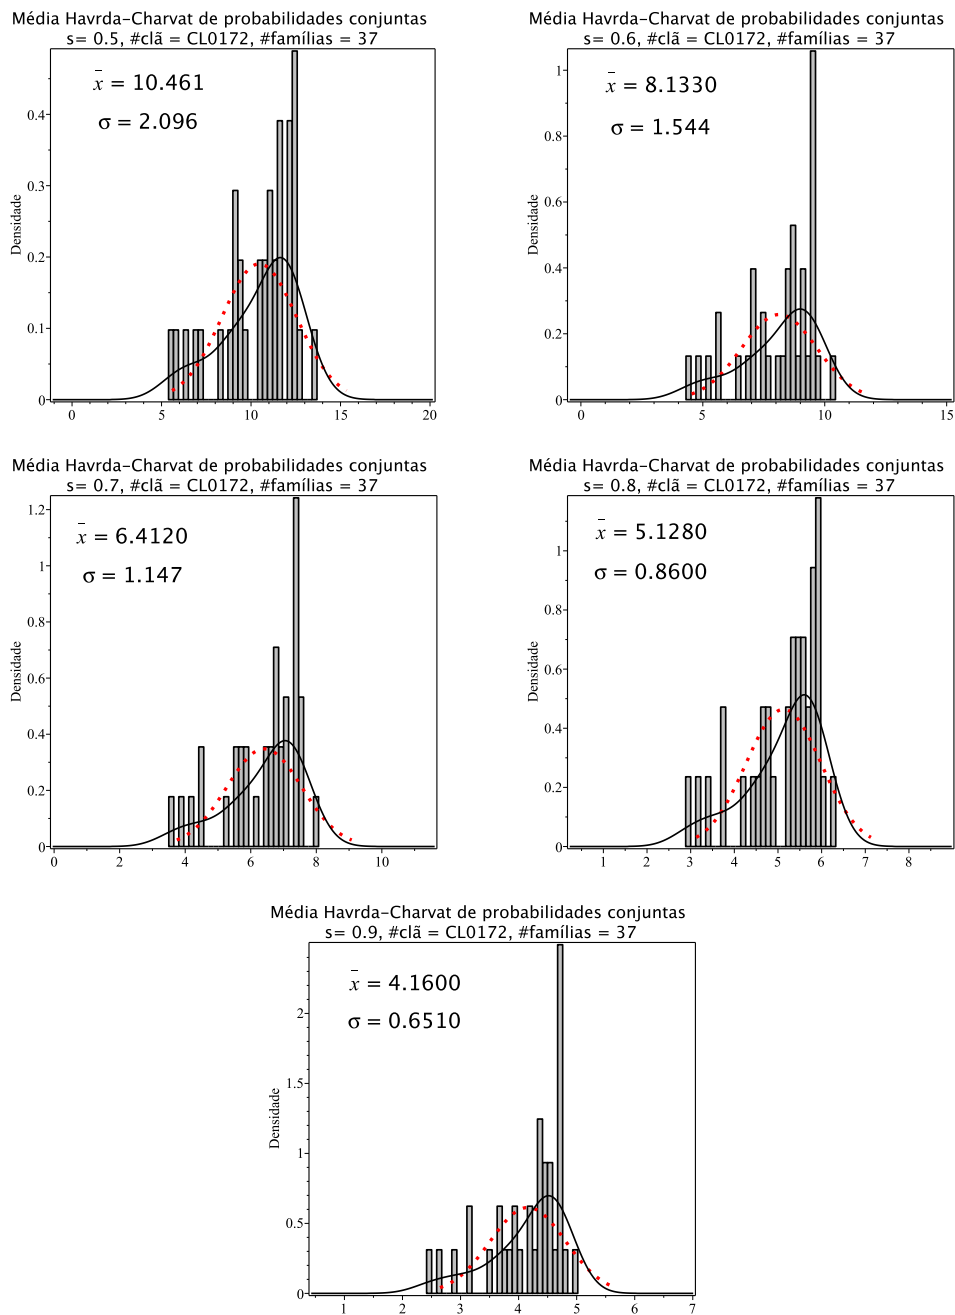 Média Havrda-Charvat de probabilidades conjuntas
s= 0.5, #clã = CL0172, #famílias = 37
x̄ = 10.461
σ = 2.096
Densidade
0.4
0.3
0.2
0.1
0
0 5 10 15 20
Média Havrda-Charvat de probabilidades conjuntas
s= 0.6, #clã = CL0172, #famílias = 37
x̄ = 8.1330
σ = 1.544
Densidade
1
0.8
0.6
0.4
0.2
0
0 5 10 15
Média Havrda-Charvat de probabilidades conjuntas
s= 0.7, #clã = CL0172, #famílias = 37
x̄ = 6.4120
σ = 1.147
Densidade
1.2
1
0.8
0.6
0.4
0.2
0
0 2 4 6 8 10
Média Havrda-Charvat de probabilidades conjuntas
s= 0.8, #clã = CL0172, #famílias = 37
x̄ = 5.1280
σ = 0.8600
Densidade
1
0.8
0.6
0.4
0.2
0
1 2 3 4 5 6 7 8
Média Havrda-Charvat de probabilidades conjuntas
s= 0.9, #clã = CL0172, #famílias = 37
x̄ = 4.1600
σ = 0.6510
Densidade
2
1.5
1
0.5
0
1 2 3 4 5 6 7